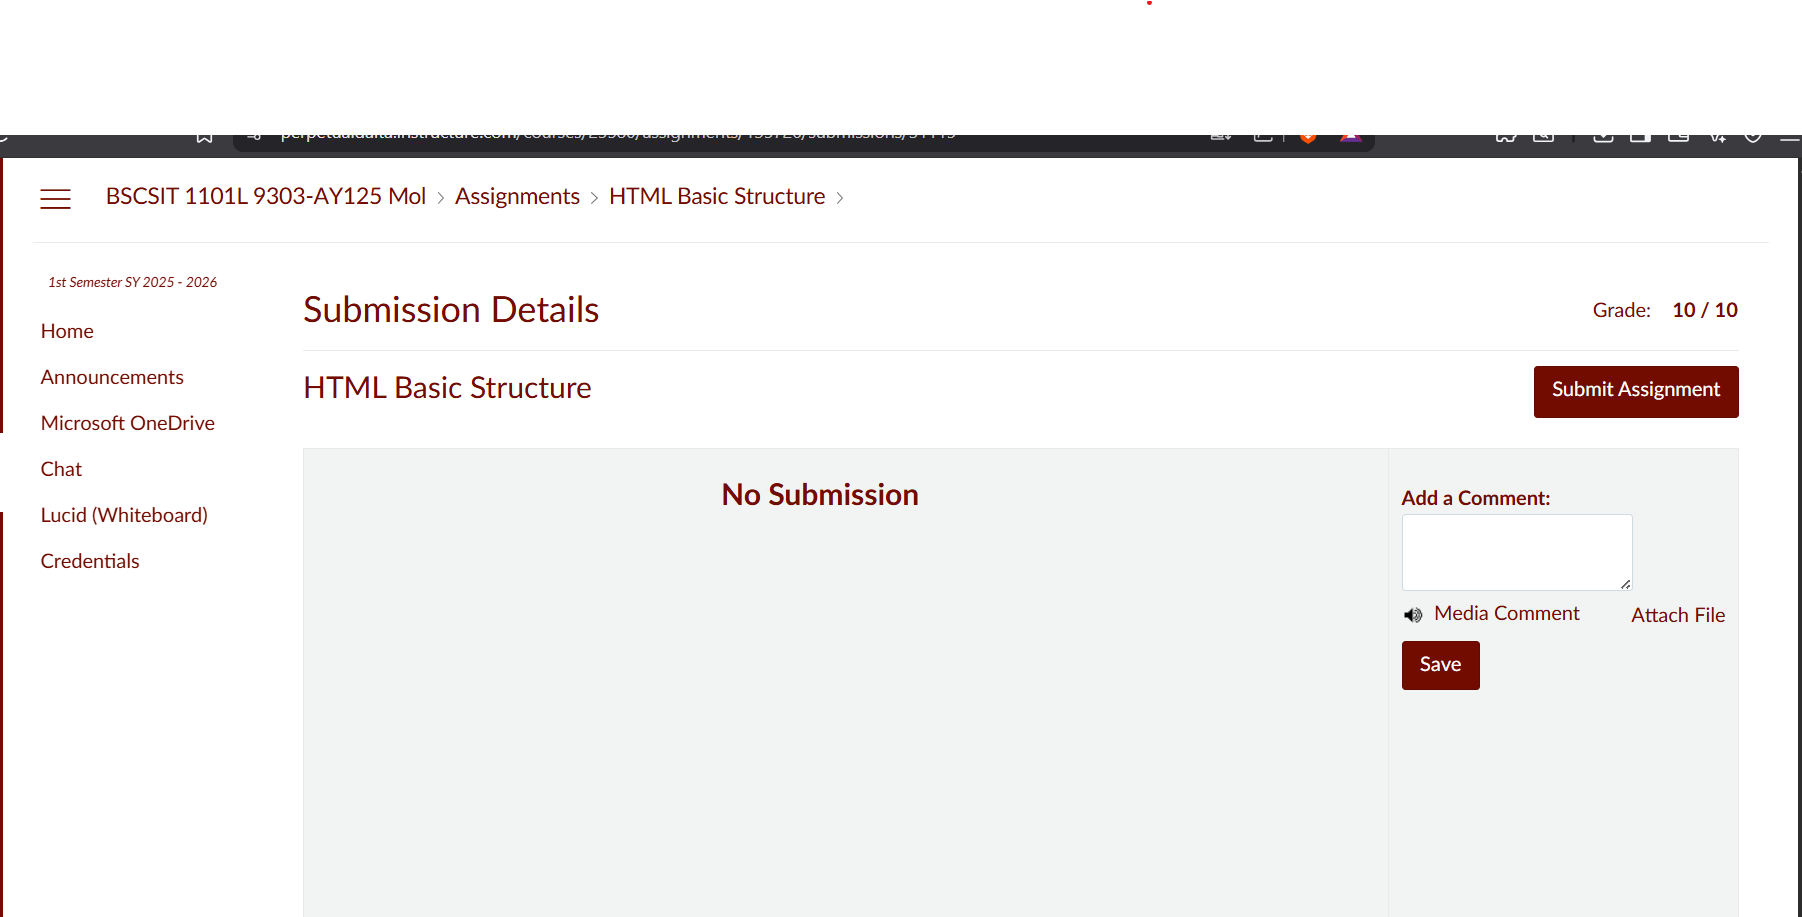 BSCSIT 1101L 9303-AY125 Mol > Assignments > HTML Basic Structure >
1st Semester SY 2025 - 2026
Home
Announcements
Microsoft OneDrive
Chat
Lucid (Whiteboard)
Credentials
Submission Details
Grade: 10 / 10
HTML Basic Structure
Submit Assignment
No Submission
Add a Comment:
Media Comment
Attach File
Save